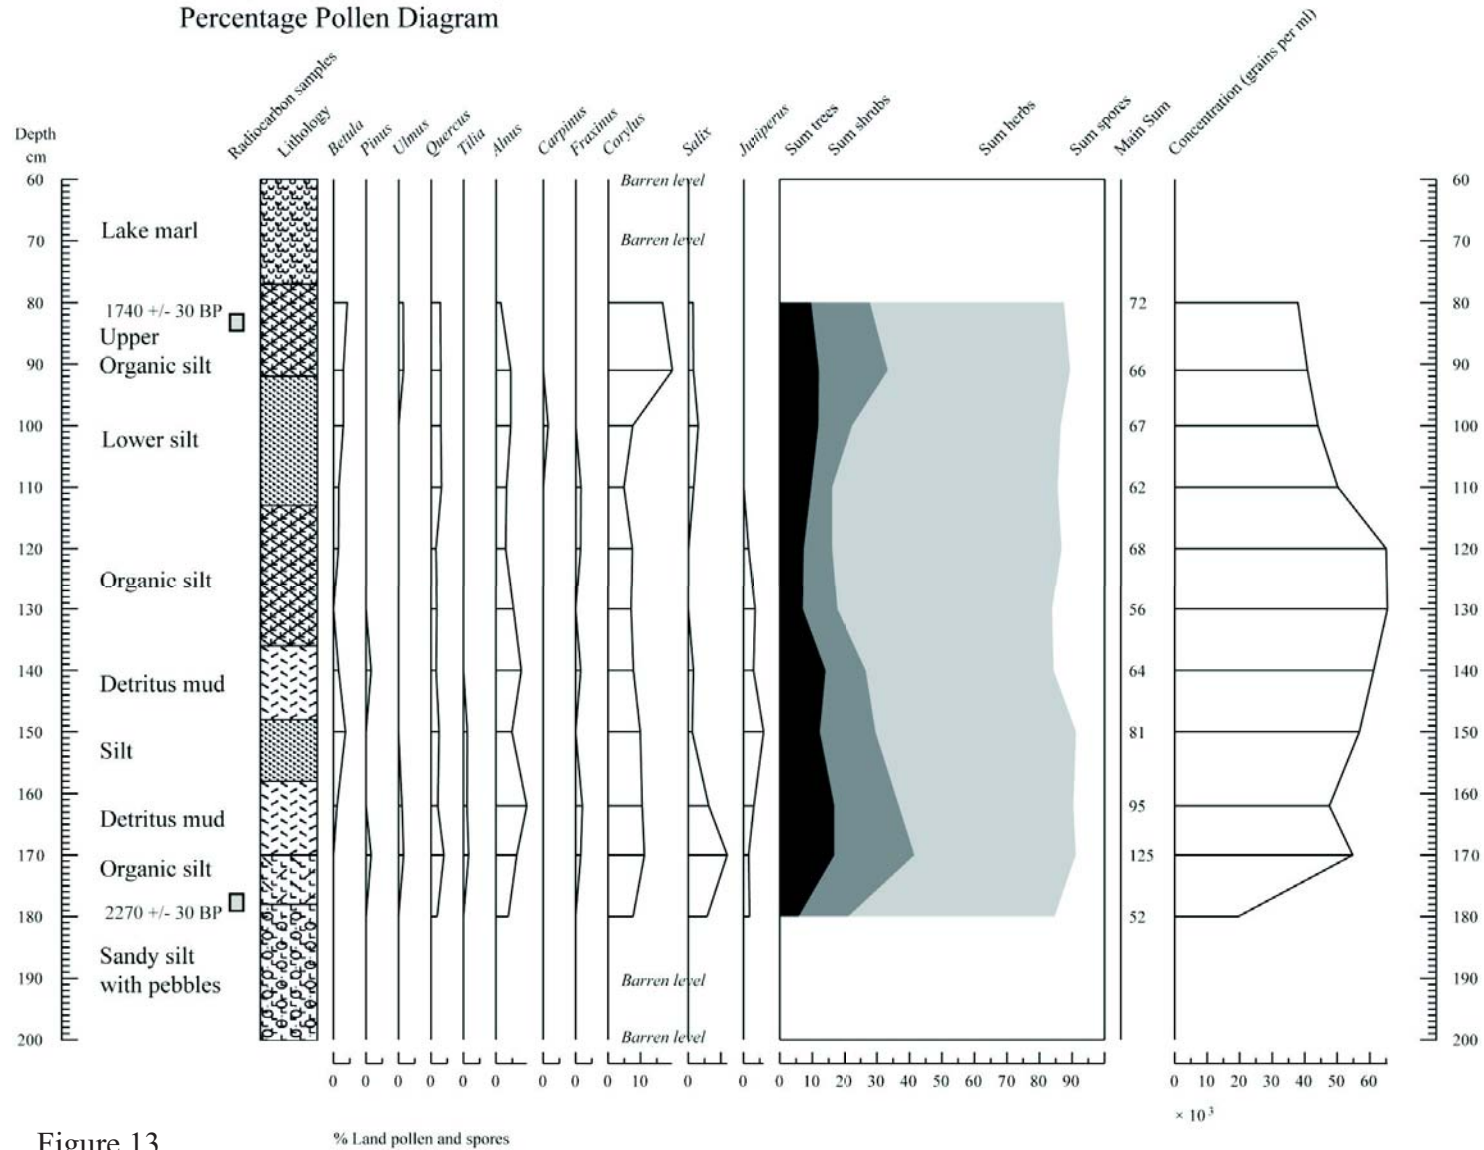 Percentage Pollen Diagram
Depth
cm
Radiocarbon samples
Lithology
Betula
Pinus
Ulmus
Quercus
Tilia
Alnus
Carpinus
Fraxinus
Corylus
Salix
Juniperus
Sum trees
Sum shrubs
Sum herbs
Sum spores
Main Sum
Concentration (grains per ml)
60 Barren level 60
Lake marl
70 Barren level 70
80 72 80
1740 +/- 30 BP
Upper
90 Organic silt 66 90
100 67 100
Lower silt
110 62 110
120 68 120
Organic silt
130 56 130
140 64 140
Detritus mud
150 81 150
Silt
160 95 160
Detritus mud
170 125 170
Organic silt
180 2270 +/- 30 BP 52 180
Sandy silt
190 with pebbles Barren level 190
200 Barren level 200
0 0 0 0 0 0 0 0 0 10 0 0 0 10 20 30 40 50 60 70 80 90 0 10 20 30 40 50 60
× 10³
Figure 13
% Land pollen and spores